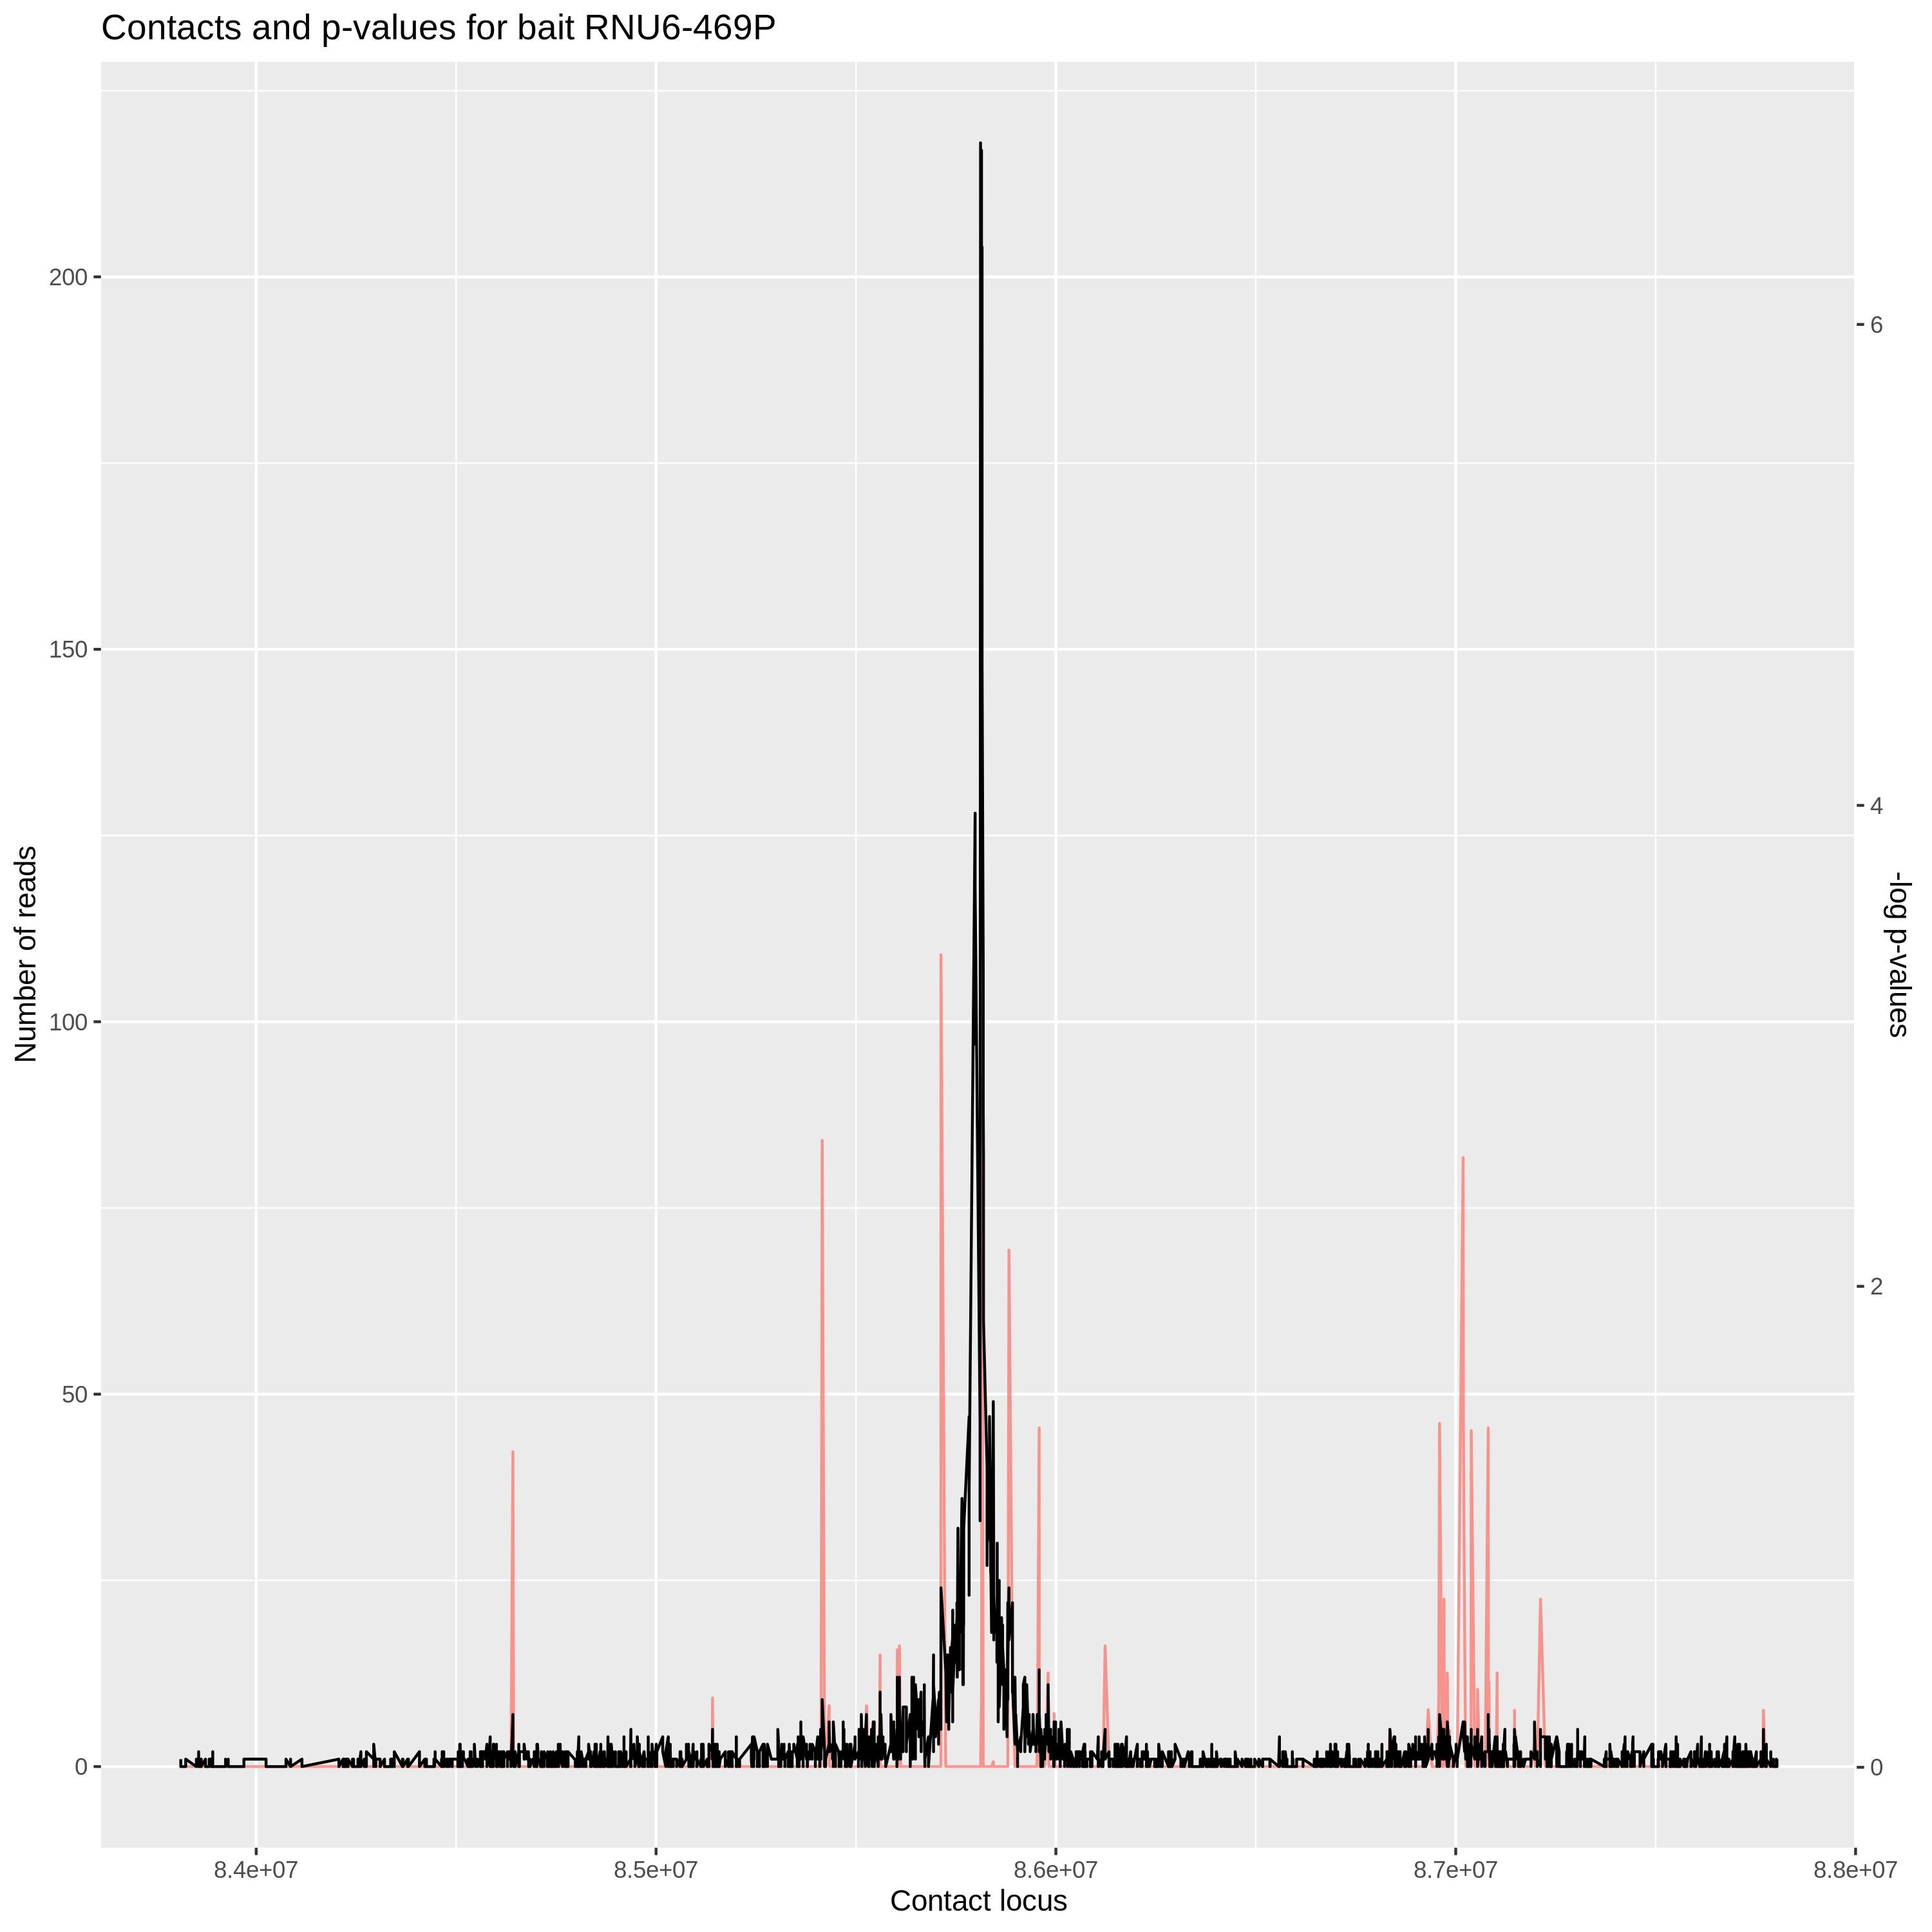 Contacts and p-values for bait RNU6-469P
Number of reads
200
150
100
50
0
6
4
2
0
-log p-values
8.4e+07
8.5e+07
8.6e+07
8.7e+07
8.8e+07
Contact locus